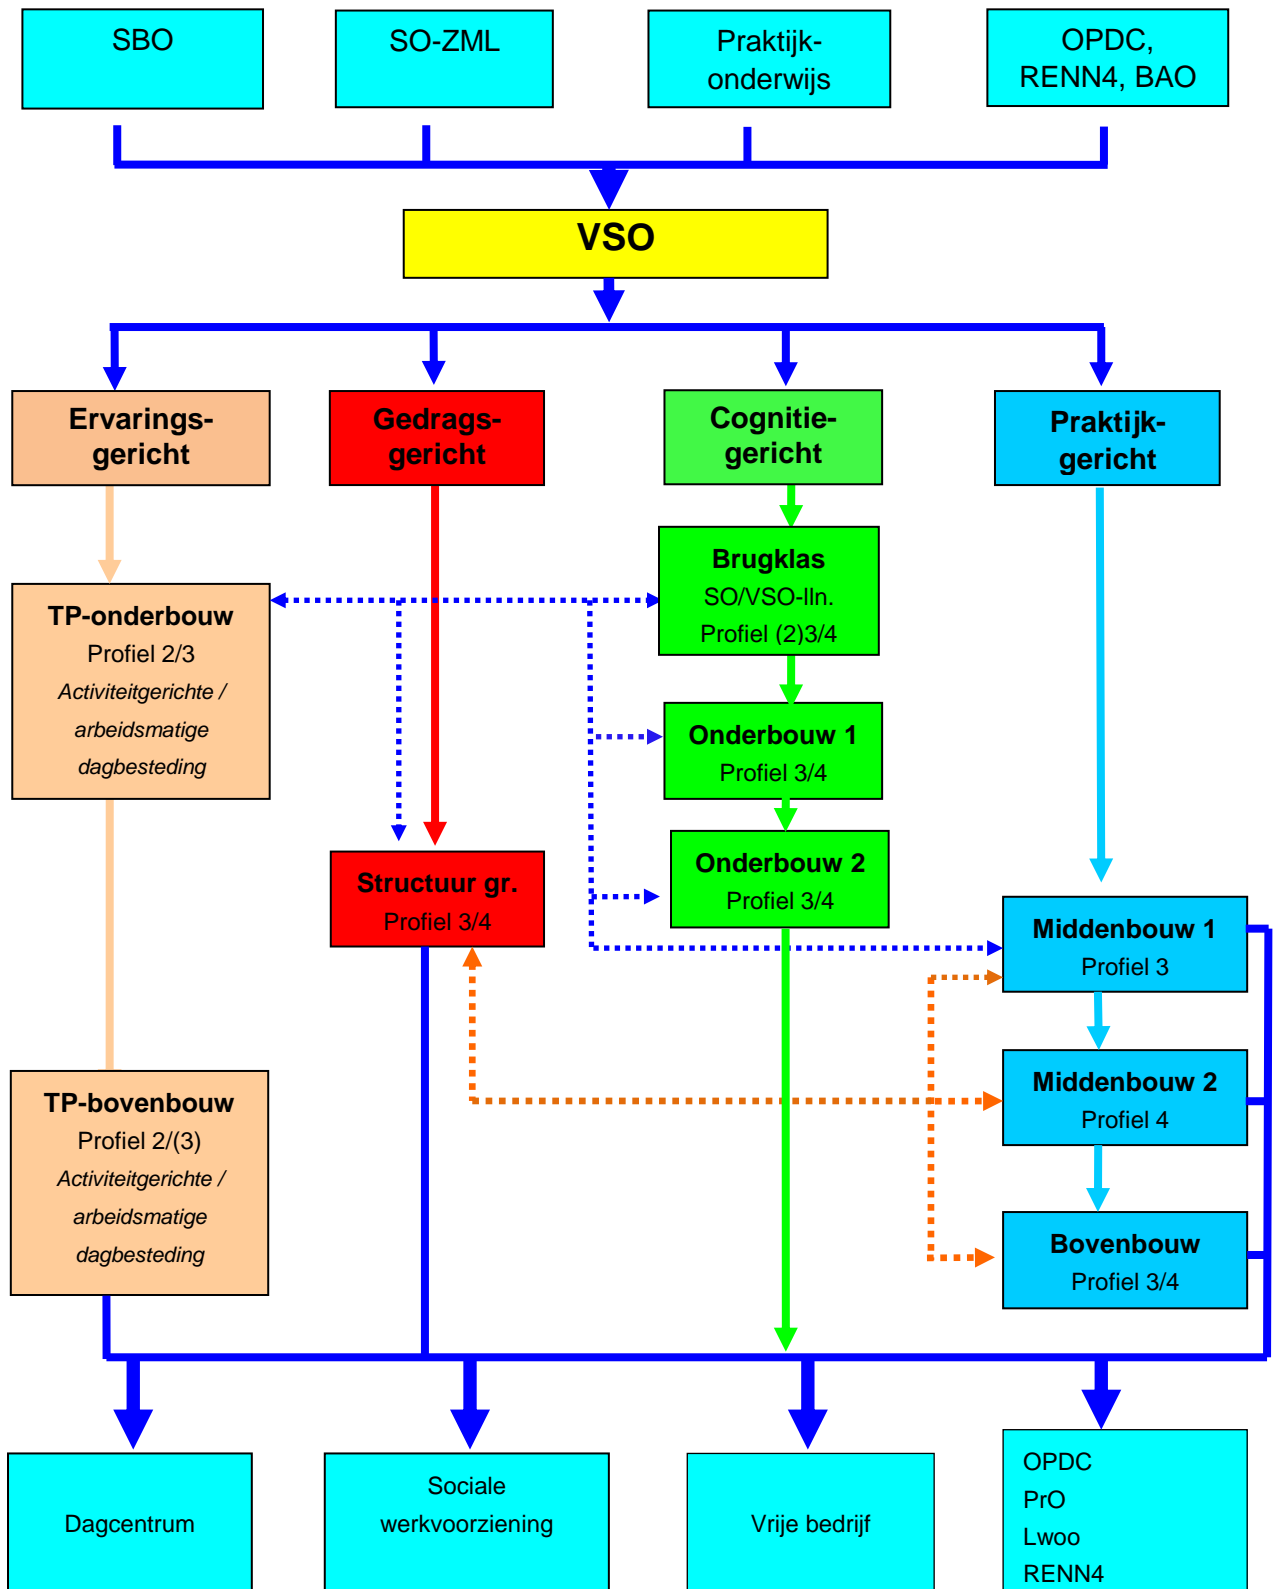 SBO
SO-ZML
Praktijk-
onderwijs
OPDC,
RENN4, BAO
VSO
Ervarings-
gericht
Gedrags-
gericht
Cognitie-
gericht
Praktijk-
gericht
Brugklas
SO/VSO-lln.
Profiel (2)3/4
TP-onderbouw
Profiel 2/3
Activiteitgerichte /
arbeidsmatige
dagbesteding
Onderbouw 1
Profiel 3/4
Onderbouw 2
Profiel 3/4
Structuur gr.
Profiel 3/4
Middenbouw 1
Profiel 3
Middenbouw 2
Profiel 4
TP-bovenbouw
Profiel 2/(3)
Activiteitgerichte /
arbeidsmatige
dagbesteding
Bovenbouw
Profiel 3/4
Dagcentrum
Sociale
werkvoorziening
Vrije bedrijf
OPDC
PrO
Lwoo
RENN4